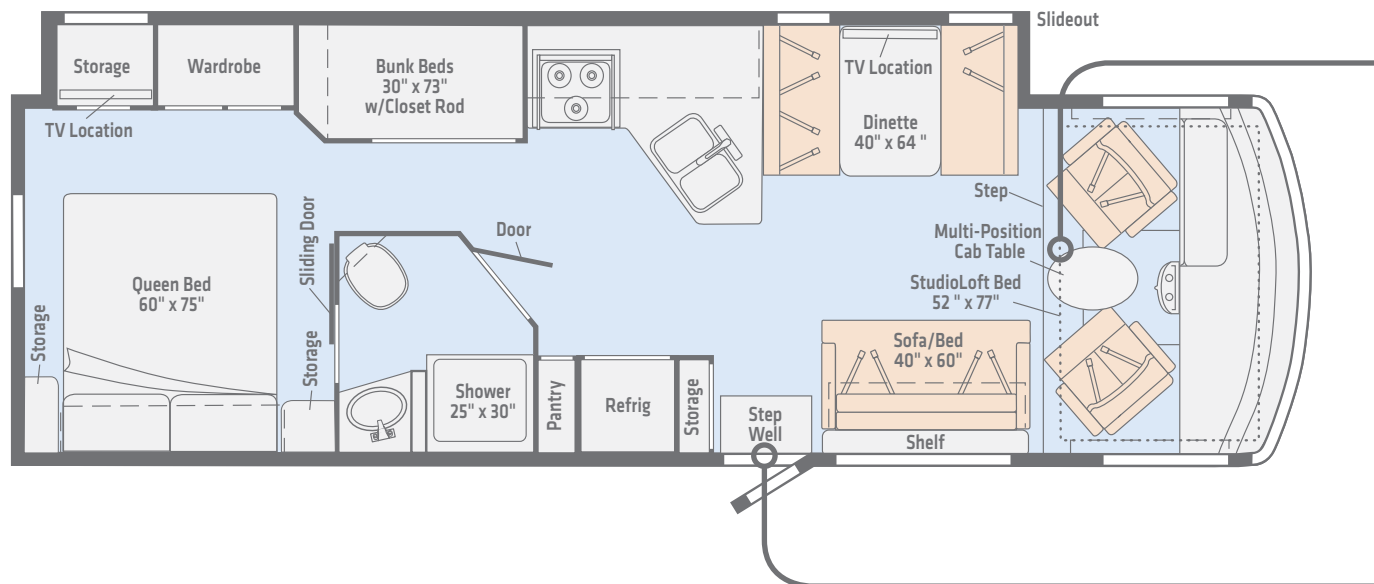 Slideout
Storage
Wardrobe
Bunk Beds
30" x 73"
w/Closet Rod
TV Location
TV Location
Dinette
40" x 64 "
Step
Multi-Position
Cab Table
StudioLoft Bed
52 " x 77"
Sliding Door
Door
Queen Bed
60" x 75"
Storage
Storage
Shower
25" x 30"
Pantry
Refrig
Storage
Step
Well
Sofa/Bed
40" x 60"
Shelf